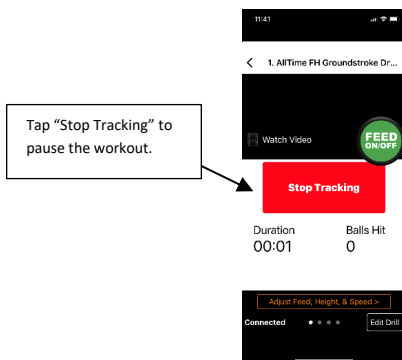 11:41
1. AllTime FH Groundstroke Dr...
Tap “Stop Tracking” to
pause the workout.
Watch Video
FEED
ON/OFF
Stop Tracking
Duration
Balls Hit
00:01
0
Adjust Feed, Height, & Speed >
Connected
Edit Drill